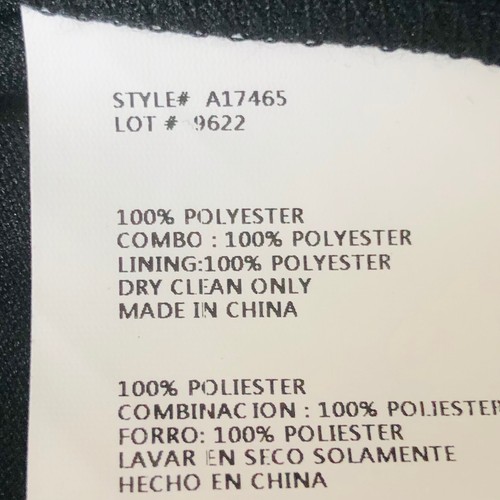 STYLE# A17465
LOT # 9622
100% POLYESTER
COMBO : 100% POLYESTER
LINING:100% POLYESTER
DRY CLEAN ONLY
MADE IN CHINA
100% POLIESTER
COMBINACION : 100% POLIESTER
FORRO: 100% POLIESTER
LAVAR EN SECO SOLAMENTE
HECHO EN CHINA